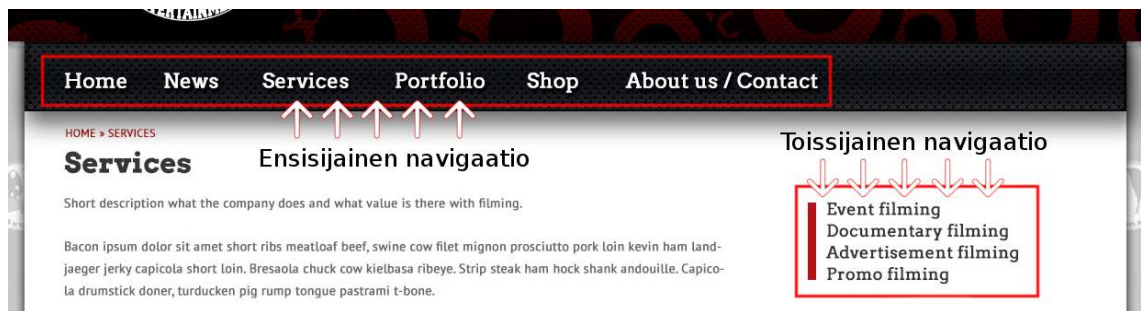 Home News Services Portfolio Shop About us / Contact
HOME » SERVICES
Services
Ensisijainen navigaatio
Toissijainen navigaatio
Short description what the company does and what value is there with filming.
Bacon ipsum dolor sit amet short ribs meatloaf beef, swine cow filet mignon prosciutto pork loin kevin ham land-
jaeger jerky capicola short loin. Bresaola chuck cow kielbasa ribeye. Strip steak ham hock shank andouille. Capico-
la drumstick doner, turducken pig rump tongue pastrami t-bone.
Event filming
Documentary filming
Advertisement filming
Promo filming